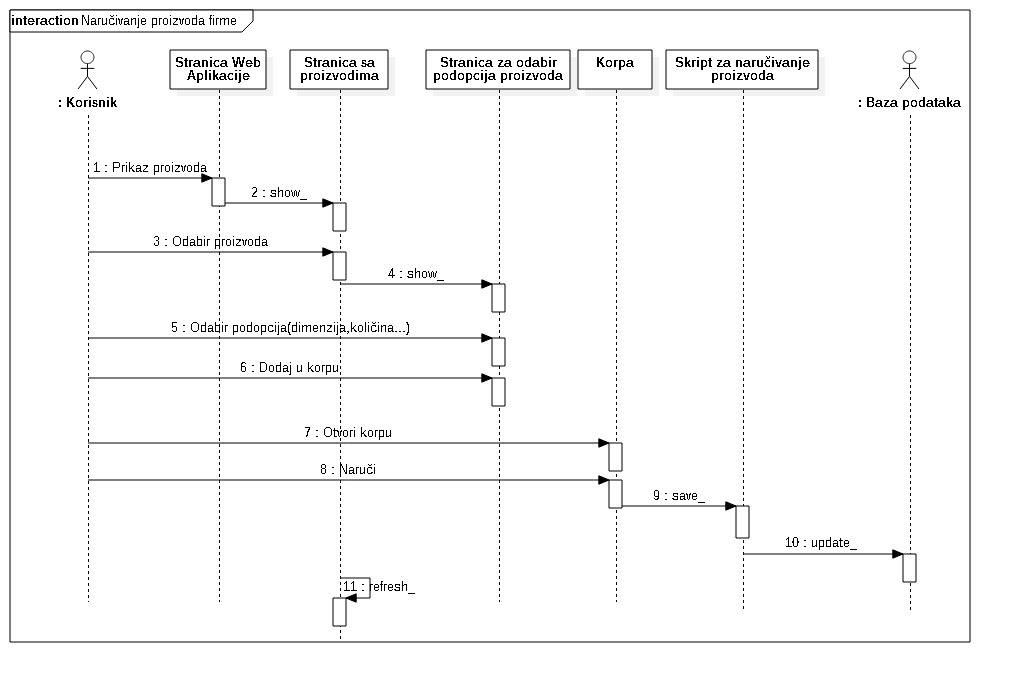 interaction Naručivanje proizvoda firme
: Korisnik
Stranica Web
Aplikacije
Stranica sa
proizvodima
Stranica za odabir
podopcija proizvoda
Korpa
Skript za naručivanje
proizvoda
: Baza podataka
1 : Prikaz proizvoda
2 : show_
3 : Odabir proizvoda
4 : show_
5 : Odabir podopcija(dimenzija,količina...)
6 : Dodaj u korpu
7 : Otvori korpu
8 : Naruči
9 : save_
10 : update_
11 : refresh_